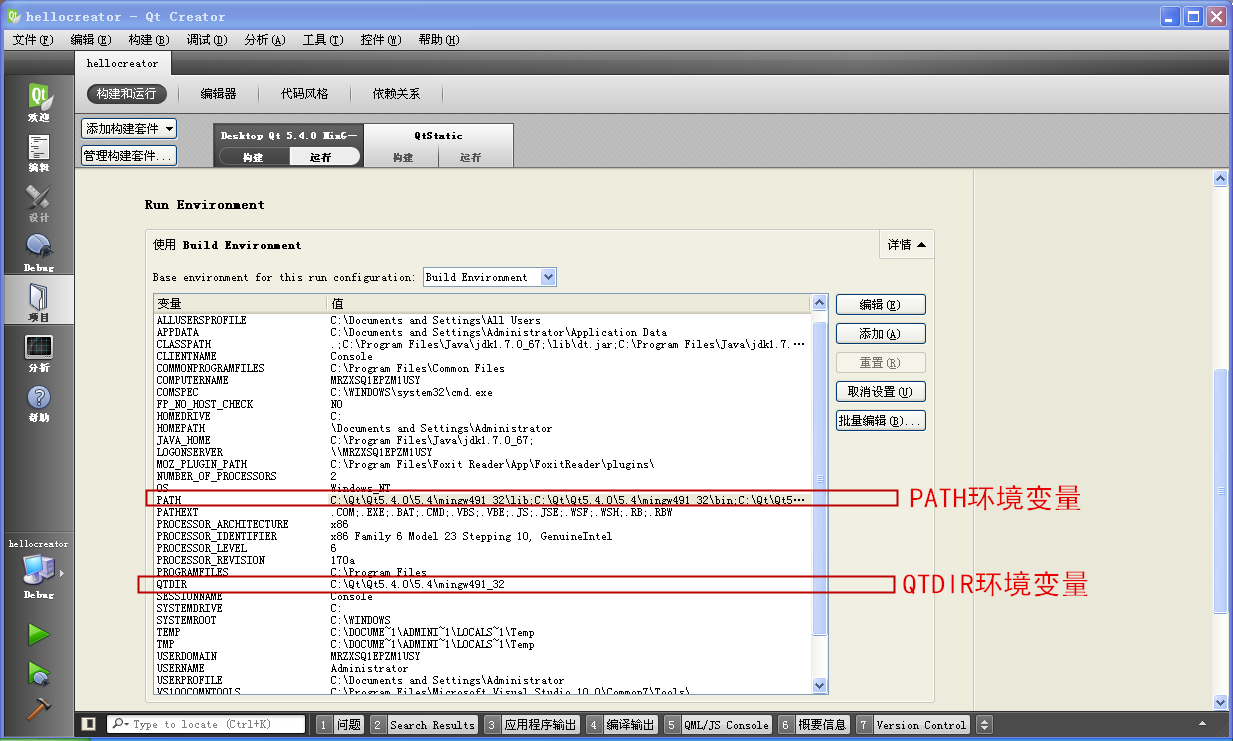 hellocreator - Qt Creator
文件(F) 编辑(E) 构建(B) 调试(D) 分析(A) 工具(T) 控件(W) 帮助(H)
hellocreator
构建和运行 编辑器 代码风格 依赖关系
添加构建套件
管理构建套件...
Desktop Qt 5.4.0 MinG…
构建 运行
QtStatic
构建 运行
Qt
欢迎
编辑
设计
Debug
项目
分析
帮助
Run Environment
使用 Build Environment
详情
Base environment for this run configuration: Build Environment
变量 值
ALLUSERSPROFILE C:\Documents and Settings\All Users
APPDATA C:\Documents and Settings\Administrator\Application Data
CLASSPATH .;C:\Program Files\Java\jdk1.7.0_67;\lib\dt.jar;C:\Program Files\Java\jdk1.7.…
CLIENTNAME Console
COMMONPROGRAMFILES C:\Program Files\Common Files
COMPUTERNAME MRZXSQ1EPZM1USY
COMSPEC C:\WINDOWS\system32\cmd.exe
FP_NO_HOST_CHECK NO
HOMEDRIVE C:
HOMEPATH \Documents and Settings\Administrator
JAVA_HOME C:\Program Files\Java\jdk1.7.0_67;
LOGONSERVER \\MRZXSQ1EPZM1USY
MOZ_PLUGIN_PATH C:\Program Files\Foxit Reader\App\FoxitReader\plugins\
NUMBER_OF_PROCESSORS 2
OS Windows_NT
PATH C:\Qt\Qt5.4.0\5.4\mingw491_32\lib;C:\Qt\Qt5.4.0\5.4\mingw491_32\bin;C:\Qt\Qt5…
PATHEXT .COM;.EXE;.BAT;.CMD;.VBS;.VBE;.JS;.JSE;.WSF;.WSH;.RB;.RBW
PROCESSOR_ARCHITECTURE x86
PROCESSOR_IDENTIFIER x86 Family 6 Model 23 Stepping 10, GenuineIntel
PROCESSOR_LEVEL 6
PROCESSOR_REVISION 170a
PROGRAMFILES C:\Program Files
QTDIR C:\Qt\Qt5.4.0\5.4\mingw491_32
SESSIONNAME Console
SYSTEMDRIVE C:
SYSTEMROOT C:\WINDOWS
TEMP C:\DOCUME~1\ADMINI~1\LOCALS~1\Temp
TMP C:\DOCUME~1\ADMINI~1\LOCALS~1\Temp
USERDOMAIN MRZXSQ1EPZM1USY
USERNAME Administrator
USERPROFILE C:\Documents and Settings\Administrator
VS100COMNTOOLS C:\Program Files\Microsoft Visual Studio 10.0\Common7\Tools\
编辑(E)
添加(A)
重置(R)
取消设置(U)
批量编辑(B)...
PATH环境变量
QTDIR环境变量
hellocreator
Debug
Type to locate (Ctrl+K)
1 问题 2 Search Results 3 应用程序输出 4 编译输出 5 QML/JS Console 6 概要信息 7 Version Control